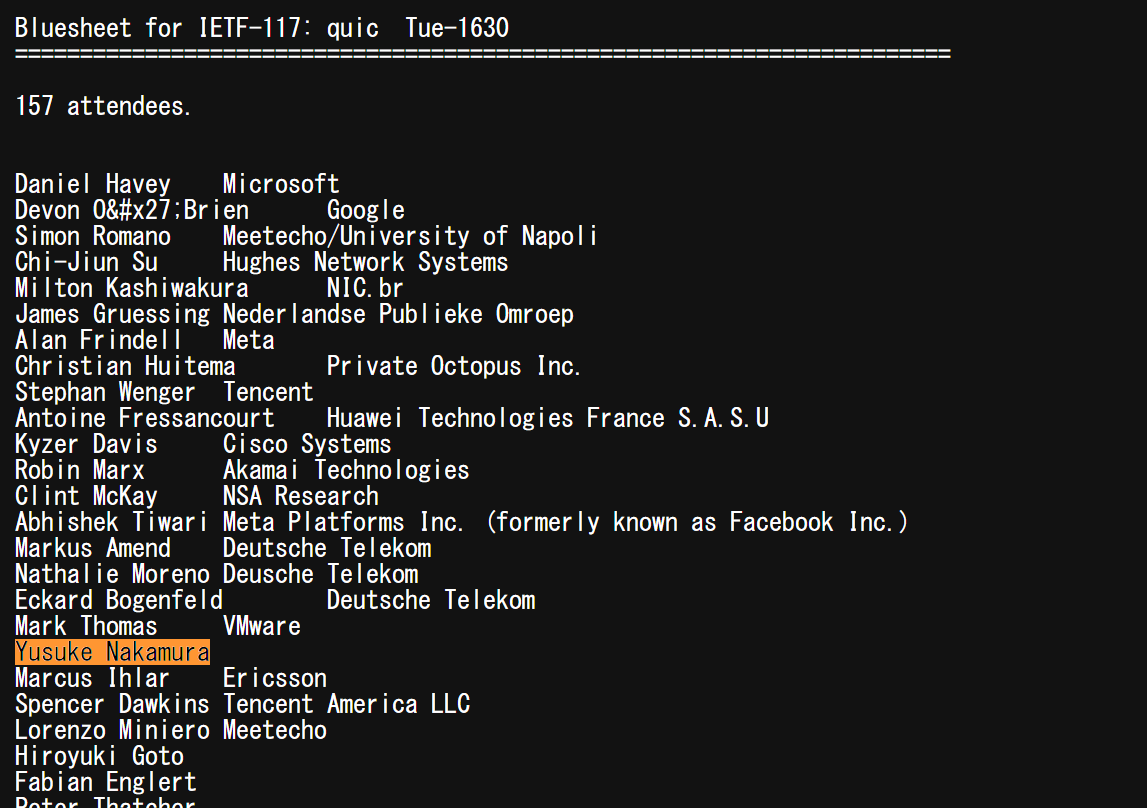 Bluesheet for IETF-117: quic  Tue-1630
========================================================================
157 attendees.
Daniel Havey    Microsoft
Devon O&#x27;Brien      Google
Simon Romano    Meetecho/University of Napoli
Chi-Jiun Su     Hughes Network Systems
Milton Kashiwakura      NIC.br
James Gruessing Nederlandse Publieke Omroep
Alan Frindell   Meta
Christian Huitema       Private Octopus Inc.
Stephan Wenger  Tencent
Antoine Fressancourt    Huawei Technologies France S.A.S.U
Kyzer Davis     Cisco Systems
Robin Marx      Akamai Technologies
Clint McKay     NSA Research
Abhishek Tiwari Meta Platforms Inc. (formerly known as Facebook Inc.)
Markus Amend    Deutsche Telekom
Nathalie Moreno Deusche Telekom
Eckard Bogenfeld        Deutsche Telekom
Mark Thomas     VMware
Yusuke Nakamura
Marcus Ihlar    Ericsson
Spencer Dawkins Tencent America LLC
Lorenzo Miniero Meetecho
Hiroyuki Goto
Fabian Englert
Peter Thatcher